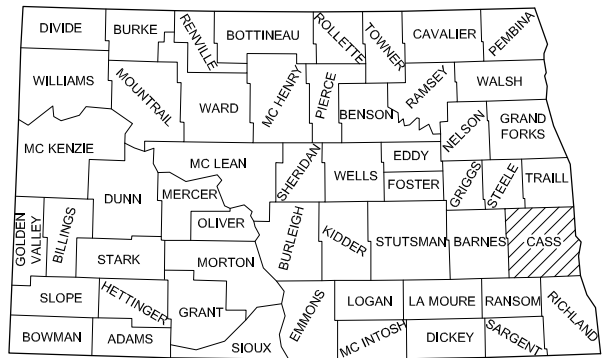 DIVIDE
BURKE
RENVILLE
BOTTINEAU
ROLLETTE
TOWNER
CAVALIER
PEMBINA
WILLIAMS
MOUNTRAIL
WARD
MC HENRY
PIERCE
BENSON
RAMSEY
WALSH
NELSON
GRAND
FORKS
MC KENZIE
MC LEAN
SHERIDAN
WELLS
EDDY
FOSTER
GRIGGS
STEELE
TRAILL
DUNN
MERCER
OLIVER
GOLDEN
VALLEY
BILLINGS
STARK
MORTON
BURLEIGH
KIDDER
STUTSMAN
BARNES
CASS
SLOPE
HETTINGER
GRANT
EMMONS
LOGAN
LA MOURE
RANSOM
RICHLAND
BOWMAN
ADAMS
SIOUX
MC INTOSH
DICKEY
SARGENT